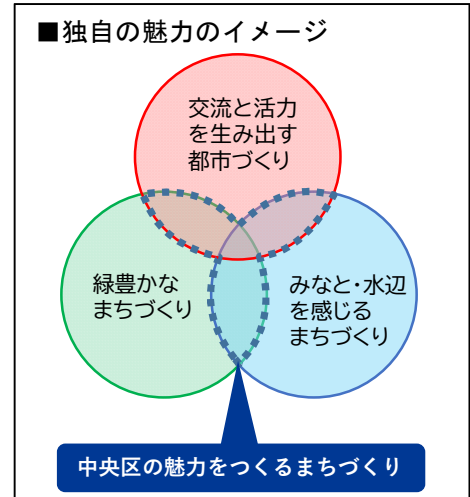 ■独自の魅力のイメージ
交流と活力
を生み出す
都市づくり
緑豊かな
まちづくり
みなと・水辺
を感じる
まちづくり
中央区の魅力をつくるまちづくり